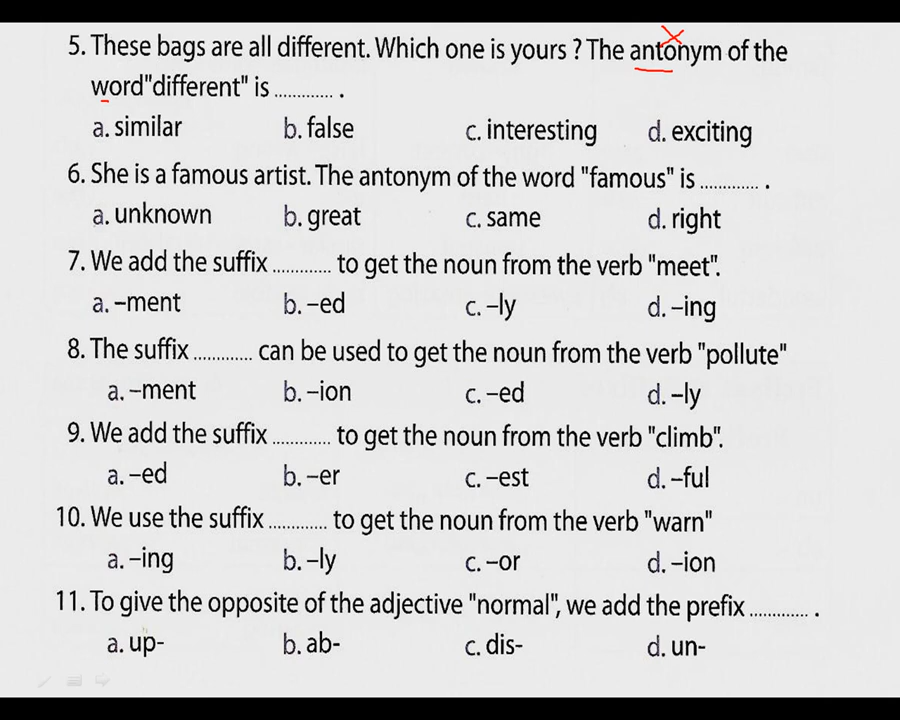 5. These bags are all different. Which one is yours ? The antonym of the
word"different" is ............. .
a. similar b. false c. interesting d. exciting
6. She is a famous artist. The antonym of the word "famous" is ............. .
a. unknown b. great c. same d. right
7. We add the suffix ............. to get the noun from the verb "meet".
a. –ment b. –ed c. –ly d. –ing
8. The suffix ............. can be used to get the noun from the verb "pollute"
a. –ment b. –ion c. –ed d. –ly
9. We add the suffix ............. to get the noun from the verb "climb".
a. –ed b. –er c. –est d. –ful
10. We use the suffix ............. to get the noun from the verb "warn"
a. –ing b. –ly c. –or d. –ion
11. To give the opposite of the adjective "normal", we add the prefix ............. .
a. up- b. ab- c. dis- d. un-